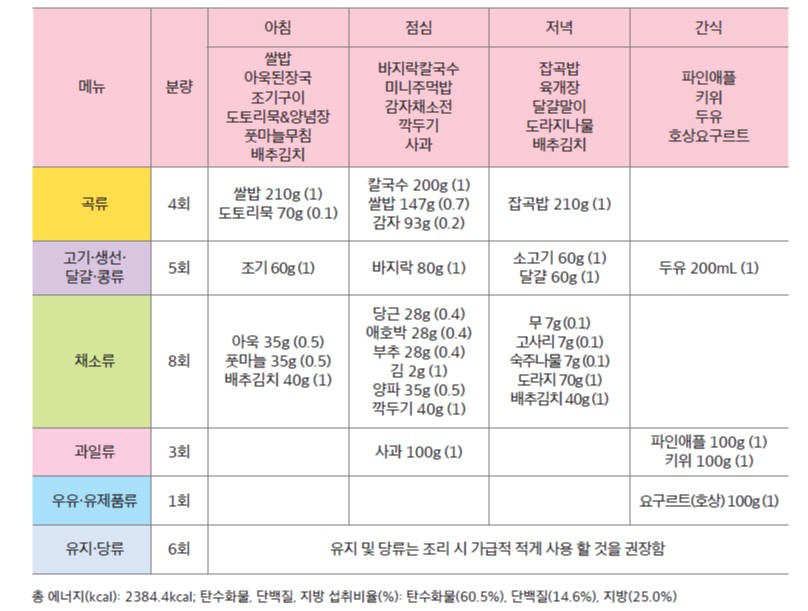 메뉴
분량
아침
점심
저녁
간식
쌀밥
아욱된장국
조기구이
도토리묵&양념장
풋마늘무침
배추김치
바지락칼국수
미니주먹밥
감자채소전
깍두기
사과
잡곡밥
육개장
달걀말이
도라지나물
배추김치
파인애플
키위
두유
호상요구르트
곡류
4회
쌀밥 210g (1)
도토리묵 70g (0.1)
칼국수 200g (1)
쌀밥 147g (0.7)
감자 93g (0.2)
잡곡밥 210g (1)
고기·생선·
달걀·콩류
5회
조기 60g (1)
바지락 80g (1)
소고기 60g (1)
달걀 60g (1)
두유 200mL (1)
채소류
8회
아욱 35g (0.5)
풋마늘 35g (0.5)
배추김치 40g (1)
당근 28g (0.4)
애호박 28g (0.4)
부추 28g (0.4)
김 2g (1)
양파 35g (0.5)
깍두기 40g (1)
무 7g (0.1)
고사리 7g (0.1)
숙주나물 7g (0.1)
도라지 70g (1)
배추김치 40g (1)
과일류
3회
사과 100g (1)
파인애플 100g (1)
키위 100g (1)
우유·유제품류
1회
요구르트(호상) 100g (1)
유지·당류
6회
유지 및 당류는 조리 시 가급적 적게 사용 할 것을 권장함
총 에너지(kcal): 2384.4kcal; 탄수화물, 단백질, 지방 섭취비율(%): 탄수화물(60.5%), 단백질(14.6%), 지방(25.0%)